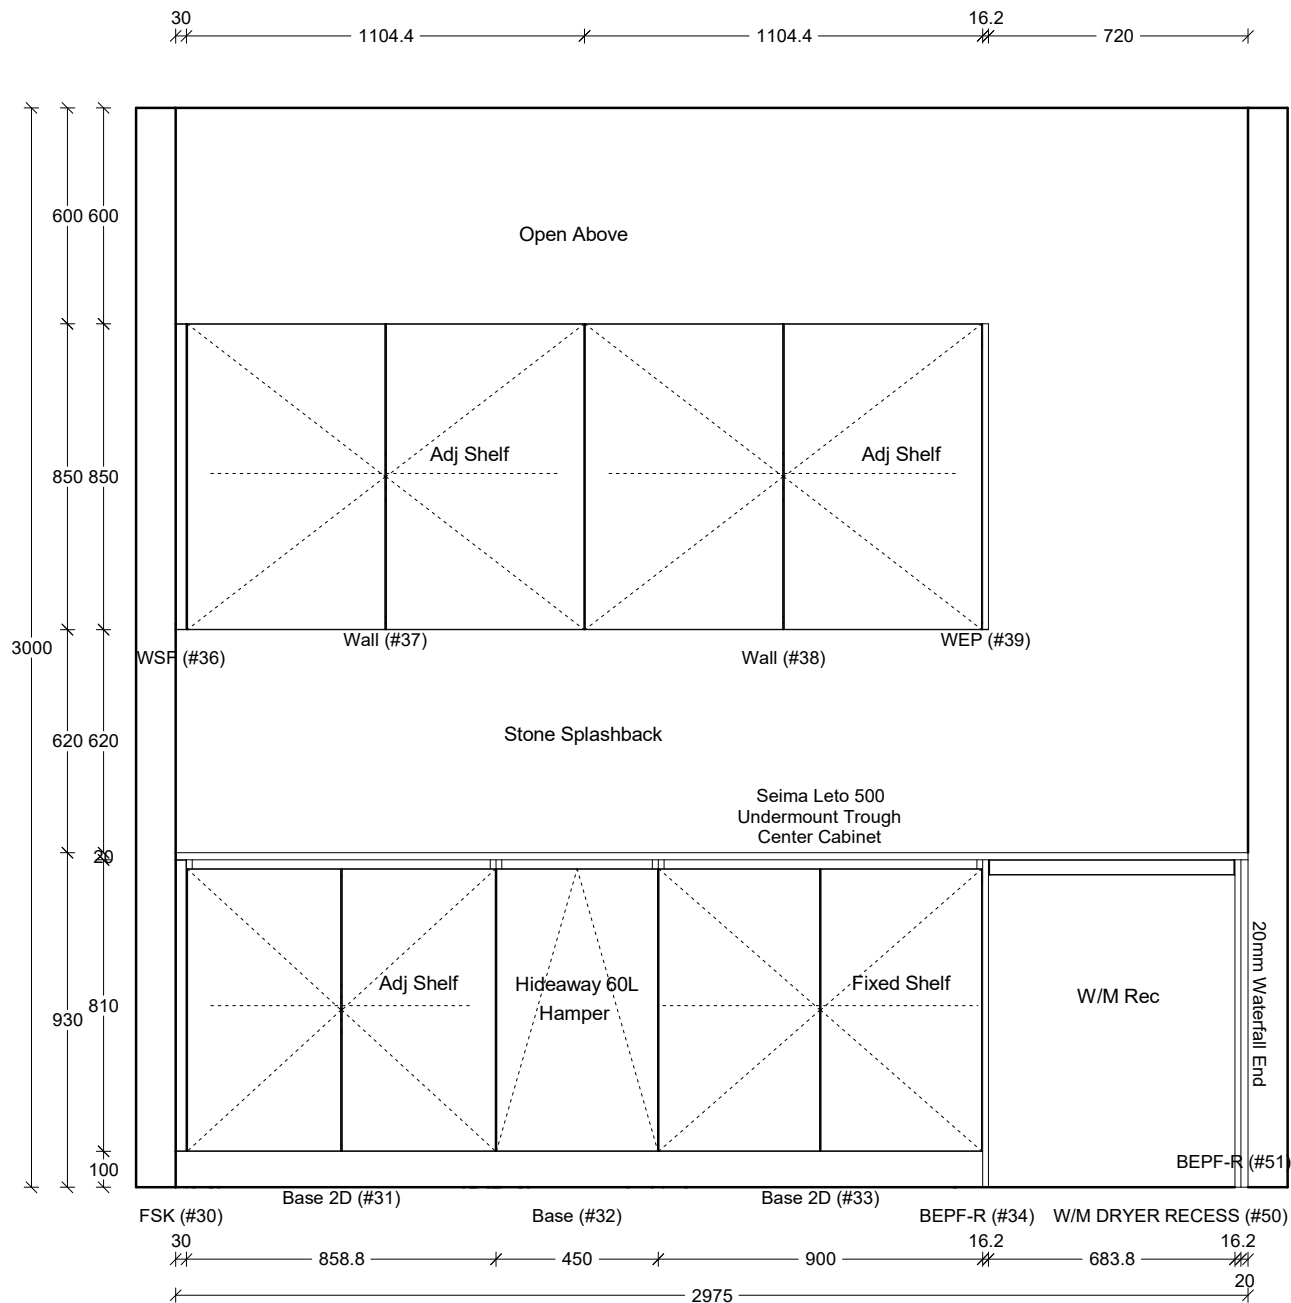 30
16.2
1104.4
1104.4
720
600 600
Open Above
Adj Shelf
Adj Shelf
850 850
Wall (#37)
WEP (#39)
3000
WSF (#36)
Wall (#38)
620 620
Stone Splashback
Seima Leto 500
Undermount Trough
Center Cabinet
20
Adj Shelf
Hideaway 60L
Hamper
Fixed Shelf
W/M Rec
20mm Waterfall End
930
810
100
BEPF-R (#51)
Base 2D (#31)
Base 2D (#33)
FSK (#30)
Base (#32)
BEPF-R (#34)
W/M DRYER RECESS (#50)
30
16.2
16.2
858.8
450
900
683.8
20
2975